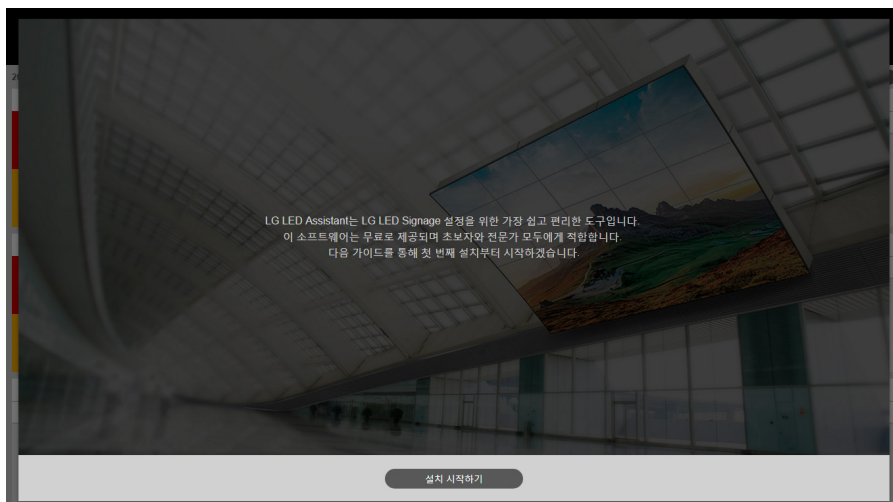 LG LED Assistant는 LG LED Signage 설정을 위한 가장 쉽고 편리한 도구입니다.
이 소프트웨어는 무료로 제공되며 초보자와 전문가 모두에게 적합합니다.
다음 가이드를 통해 첫 번째 설치부터 시작하겠습니다.
설치 시작하기